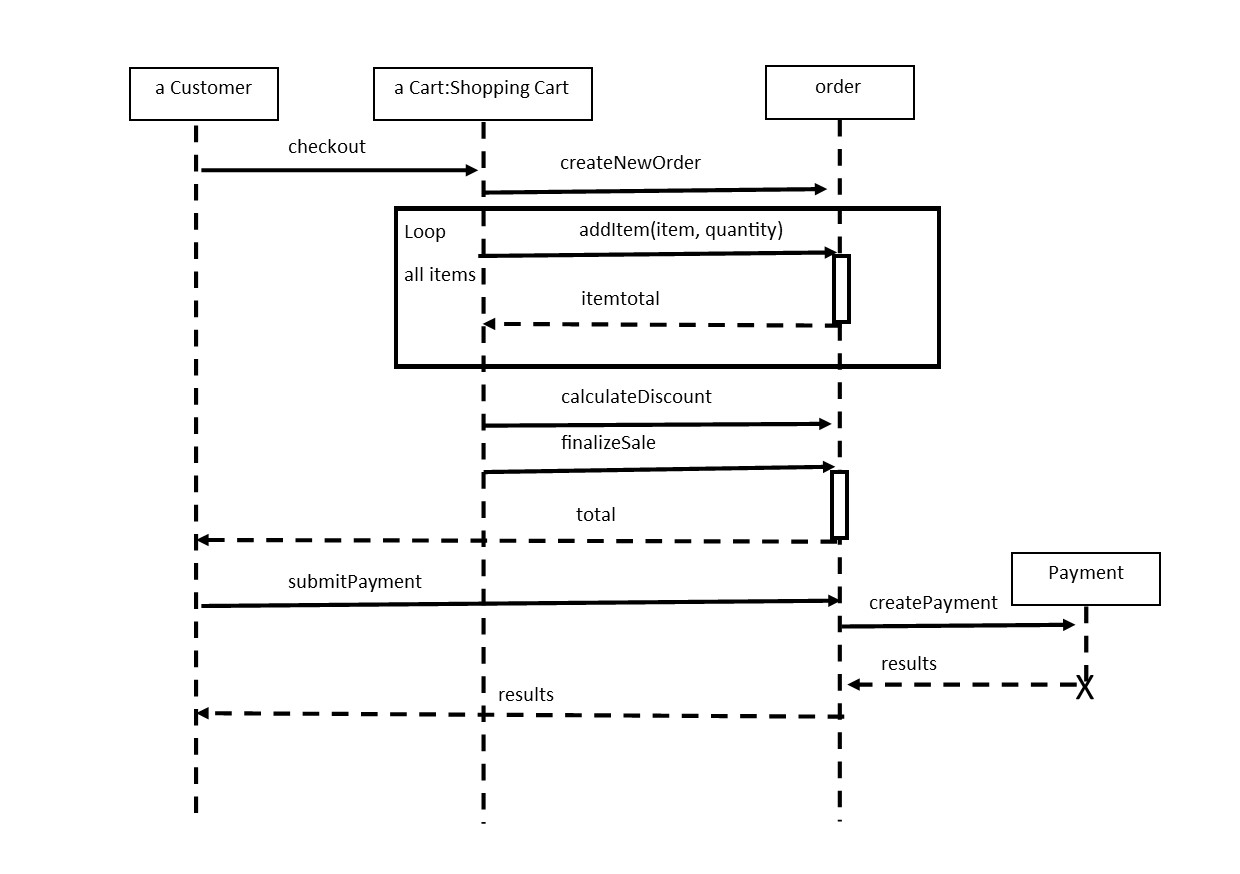 a Customer
a Cart:Shopping Cart
order
checkout
createNewOrder
Loop
addItem(item, quantity)
all items
itemtotal
calculateDiscount
finalizeSale
total
Payment
submitPayment
createPayment
results
results
X